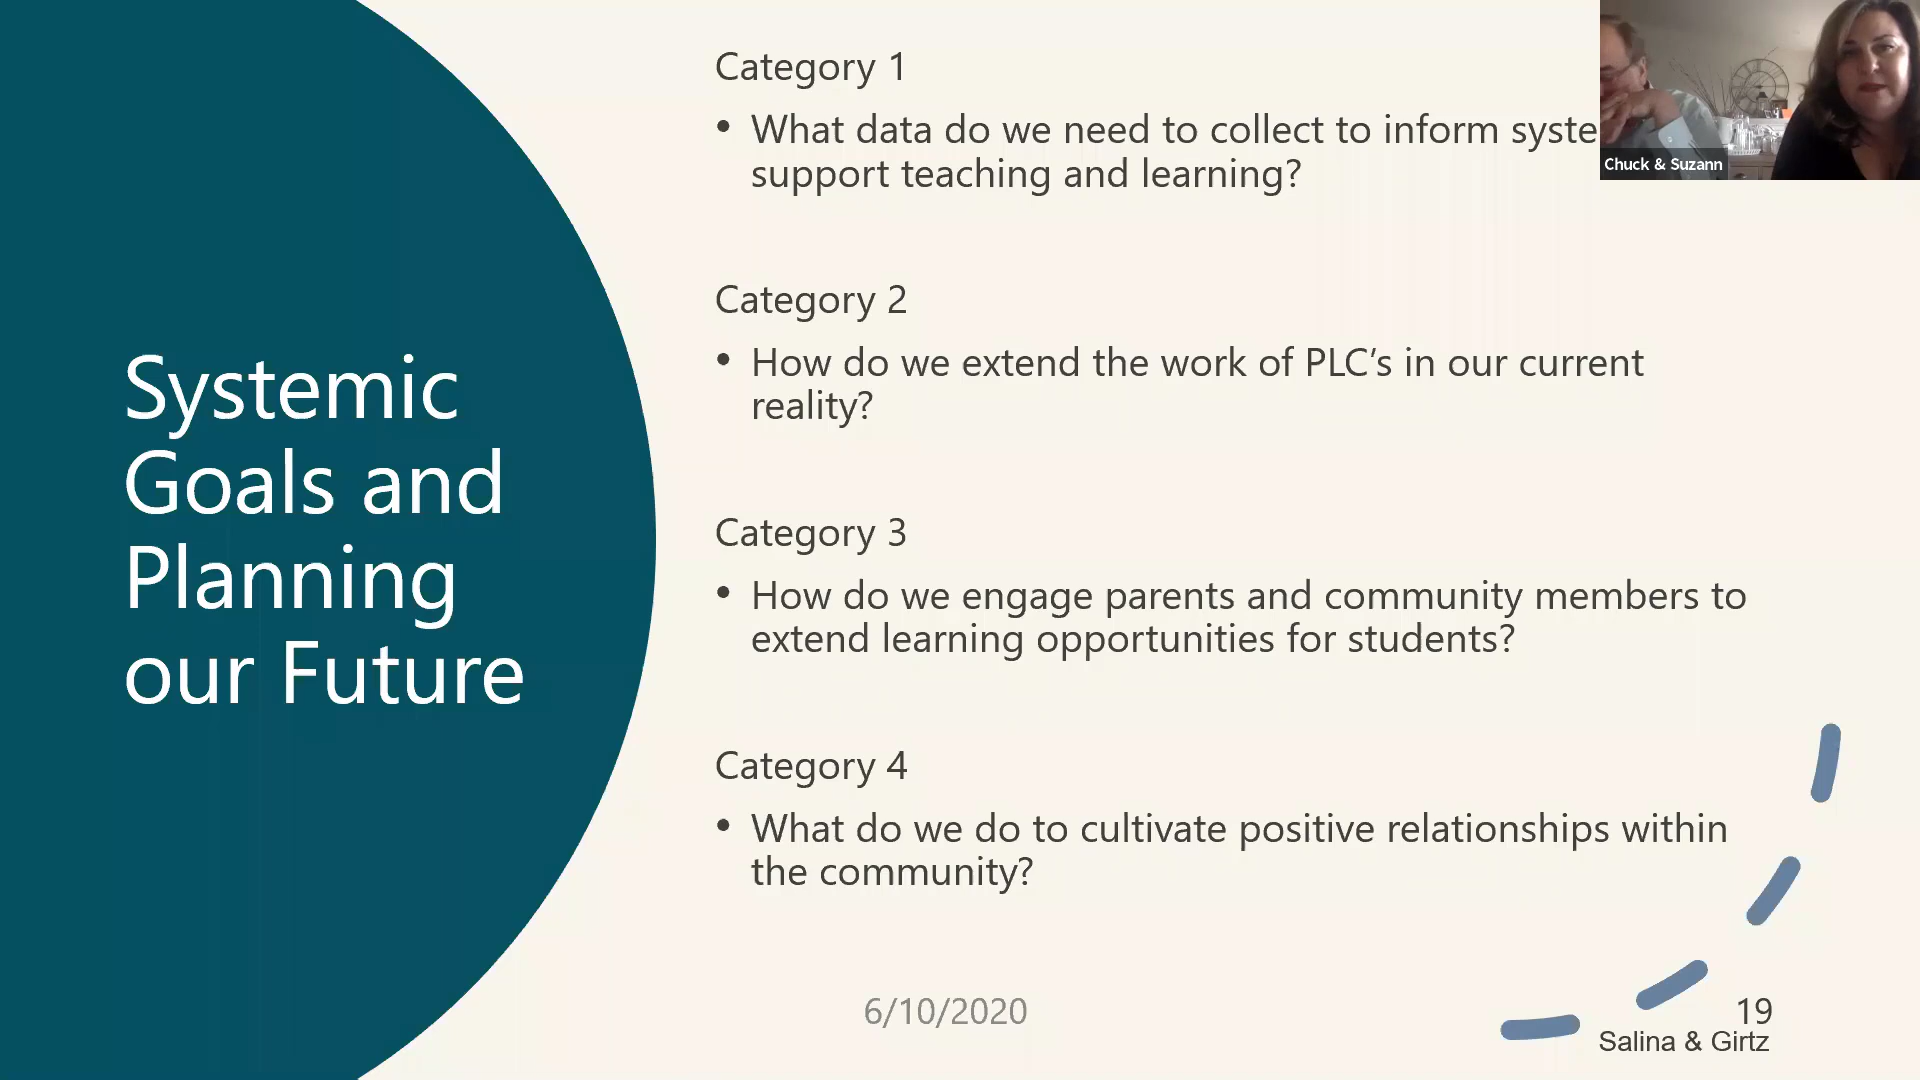 Systemic
Goals and
Planning
our Future
Category 1
• What data do we need to collect to inform syste
support teaching and learning?
Category 2
• How do we extend the work of PLC’s in our current
reality?
Category 3
• How do we engage parents and community members to
extend learning opportunities for students?
Category 4
• What do we do to cultivate positive relationships within
the community?
6/10/2020
19
Salina & Girtz
Chuck & Suzann